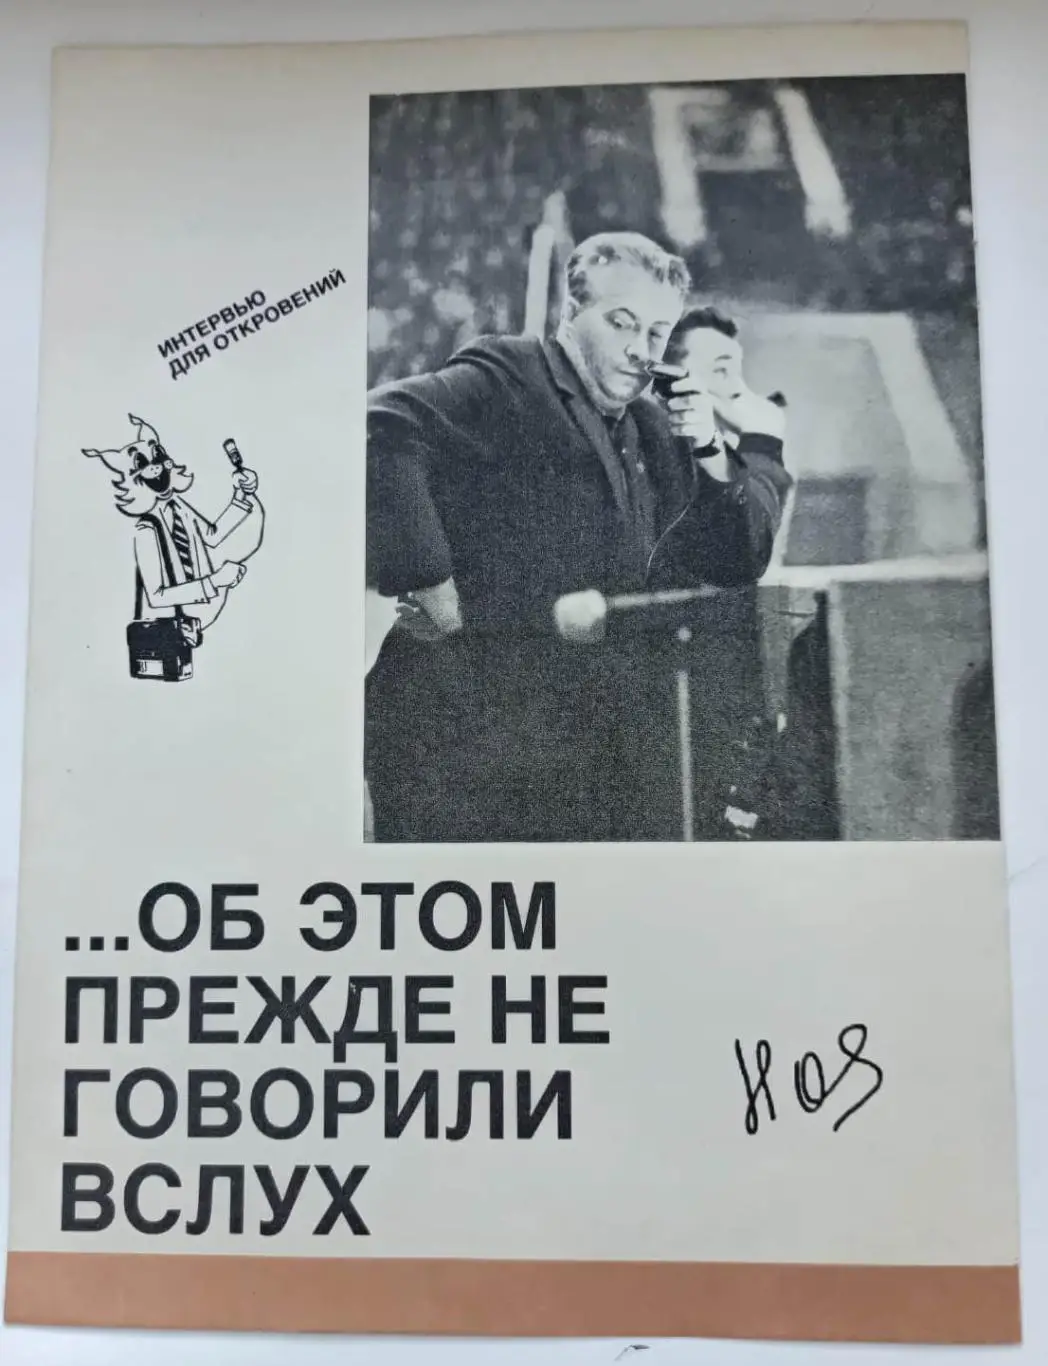 ИНТЕРВЬЮ
ДЛЯ ОТКРОВЕНИЙ
...ОБ ЭТОМ
ПРЕЖДЕ НЕ
ГОВОРИЛИ
ВСЛУХ